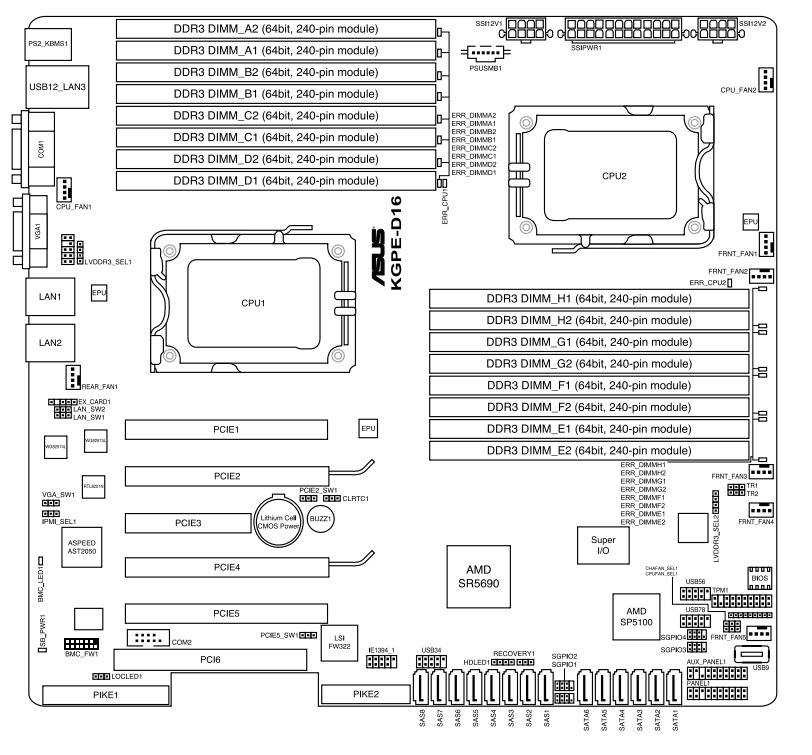 SSI12V1
SSIPWR1
SSI12V2
PS2_KBMS1
DDR3 DIMM_A2 (64bit, 240-pin module)
DDR3 DIMM_A1 (64bit, 240-pin module)
DDR3 DIMM_B2 (64bit, 240-pin module)
DDR3 DIMM_B1 (64bit, 240-pin module)
DDR3 DIMM_C2 (64bit, 240-pin module)
DDR3 DIMM_C1 (64bit, 240-pin module)
DDR3 DIMM_D2 (64bit, 240-pin module)
DDR3 DIMM_D1 (64bit, 240-pin module)
PSUSMB1
USB12_LAN3
CPU_FAN2
ERR_DIMMA2
ERR_DIMMA1
ERR_DIMMB2
ERR_DIMMB1
ERR_DIMMC2
ERR_DIMMC1
ERR_DIMMD2
ERR_DIMMD1
ERR_CPU1
COM1
CPU2
CPU_FAN1
VGA1
LVDDR3_SEL1
ASUS
KGPE-D16
EPU
FRNT_FAN1
FRNT_FAN2
ERR_CPU2
LAN1
EPU
CPU1
LAN2
DDR3 DIMM_H1 (64bit, 240-pin module)
DDR3 DIMM_H2 (64bit, 240-pin module)
DDR3 DIMM_G1 (64bit, 240-pin module)
DDR3 DIMM_G2 (64bit, 240-pin module)
DDR3 DIMM_F1 (64bit, 240-pin module)
DDR3 DIMM_F2 (64bit, 240-pin module)
DDR3 DIMM_E1 (64bit, 240-pin module)
DDR3 DIMM_E2 (64bit, 240-pin module)
REAR_FAN1
EX_CARD1
LAN_SW2
LAN_SW1
PCIE1
EPU
WG82574L
WG82574L
PCIE2
ERR_DIMMH1
ERR_DIMMH2
ERR_DIMMG1
ERR_DIMMG2
ERR_DIMMF1
ERR_DIMMF2
ERR_DIMME1
ERR_DIMME2
FRNT_FAN3
TR1
TR2
RTL8201N
VGA_SW1
IPMI_SEL1
PCIE2_SW1
CLRTC1
PCIE3
Lithium Cell
CMOS Power
BUZZ1
LVDDR3_SEL2
FRNT_FAN4
ASPEED
AST2050
Super
I/O
PCIE4
AMD
SR5690
CHAFAN_SEL1
CPUFAN_SEL1
BIOS
BMC_LED1
USB56
TPM1
AMD
SP5100
PCIE5
USB78
SB_PWR1
BMC_FW1
COM2
PCIE5_SW1
LSI
FW322
SGPIO4
SGPIO3
FRNT_FAN5
PCI6
IE1394_1
USB34
HDLED1
RECOVERY1
SGPIO2
SGPIO1
AUX_PANEL1
USB9
LOCLED1
PANEL1
PIKE1
PIKE2
SAS8
SAS7
SAS6
SAS5
SAS4
SAS3
SAS2
SAS1
SATA6
SATA5
SATA4
SATA3
SATA2
SATA1